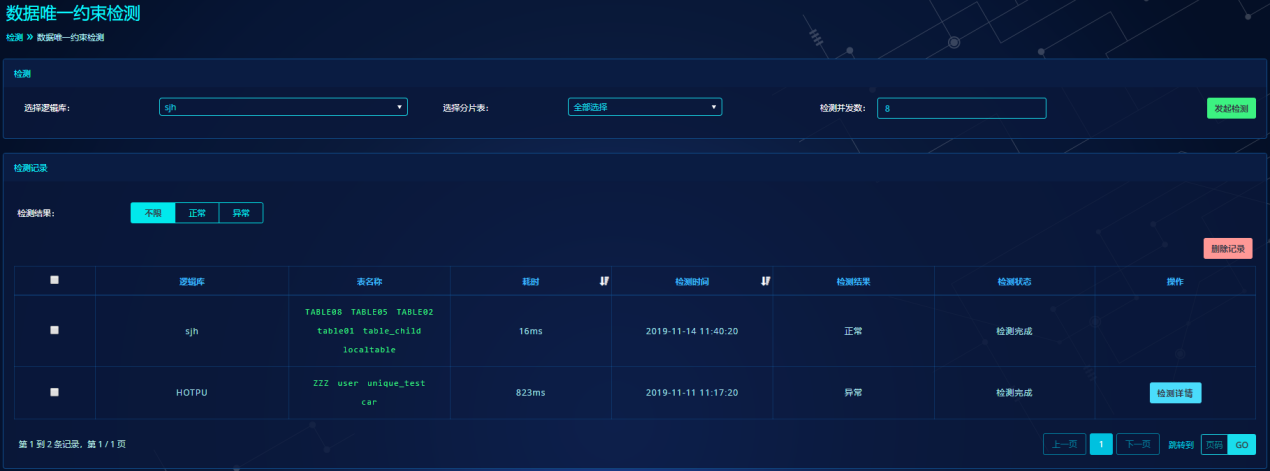 数据唯一约束检测
检测 » 数据唯一约束检测
检测
选择逻辑库： sjh 选择分片表： 全部选择 检测并发数： 8 发起检测
检测记录
检测结果： 不限 正常 异常
删除记录
逻辑库 表名称 耗时 检测时间 检测结果 检测状态 操作
TABLE08 TABLE05 TABLE02
sjh table01 table_child 16ms 2019-11-14 11:40:20 正常 检测完成
localtable
ZZZ user unique_test
HOTPU 823ms 2019-11-11 11:17:20 异常 检测完成 检测详情
car
第 1 到 2 条记录，第 1 / 1 页 上一页 1 下一页 跳转到 页码 GO